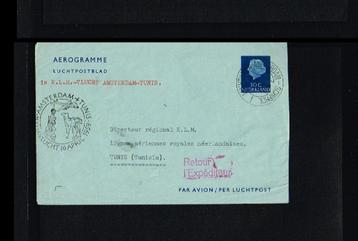 AEROGRAMME
LUCHTPOSTBLAD
1e K.L.M.-VLUCHT AMSTERDAM-TUNIS.
30 C
NEDERLAND
AMSTERDAM-TUNIS
Directeur régional K.L.M.
Lignes aériennes royales néerlandaises.
TUNIS (Tunisie).
Retour à
l'Expéditeur
PAR AVION / PER LUCHTPOST